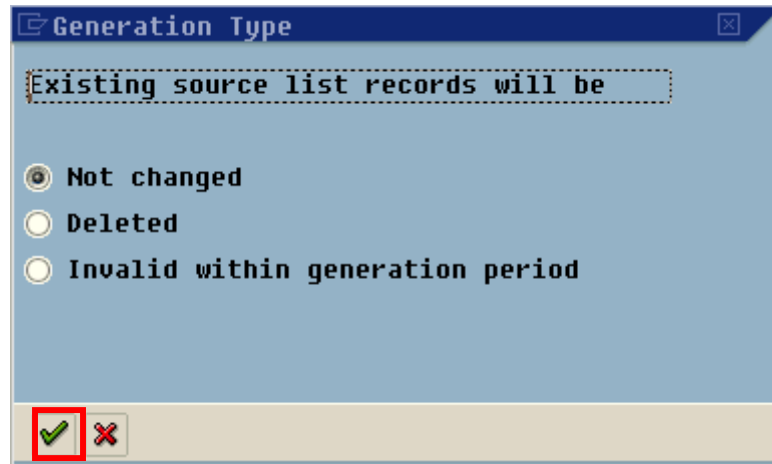 Generation Type
Existing source list records will be
Not changed
Deleted
Invalid within generation period